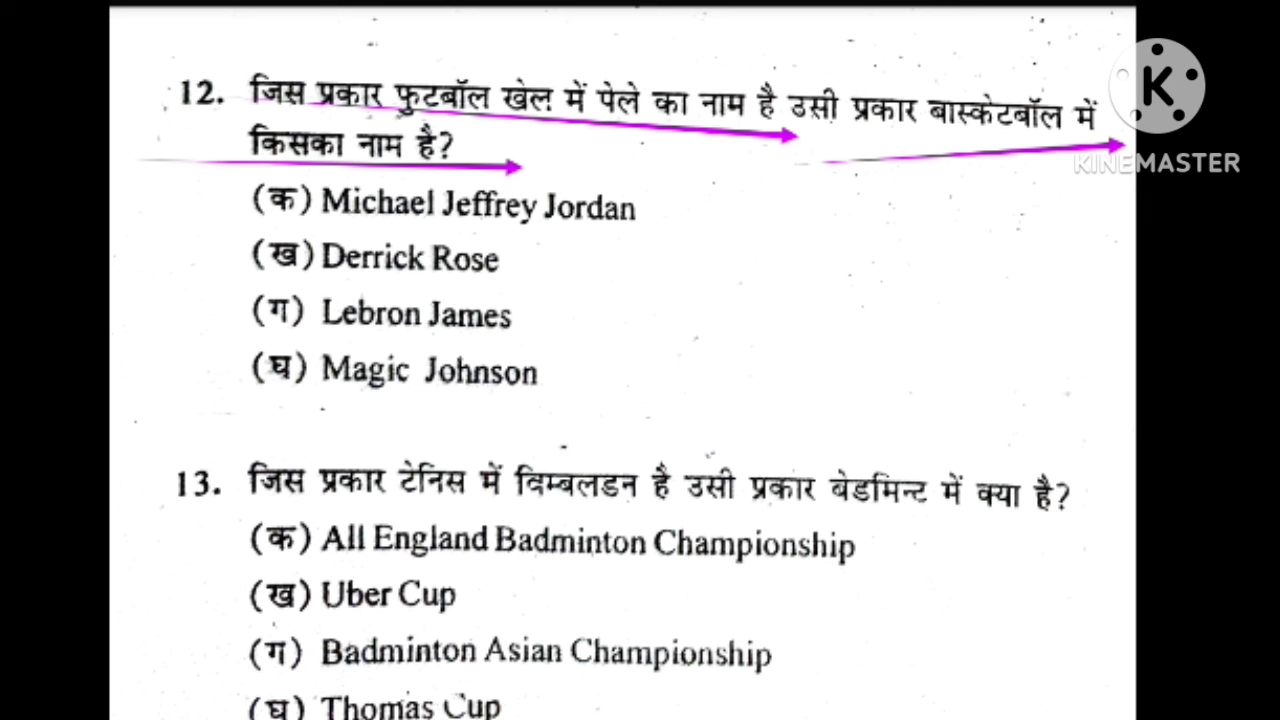 12. जिस प्रकार फुटबॉल खेल में पेले का नाम है उसी प्रकार बास्केटबॉल में
किसका नाम है?
(क) Michael Jeffrey Jordan
(ख) Derrick Rose
(ग) Lebron James
(घ) Magic Johnson
13. जिस प्रकार टेनिस में विम्बलडन है उसी प्रकार बेडमिन्ट में क्या है?
(क) All England Badminton Championship
(ख) Uber Cup
(ग) Badminton Asian Championship
(घ) Thomas Cup
K
KINEMASTER